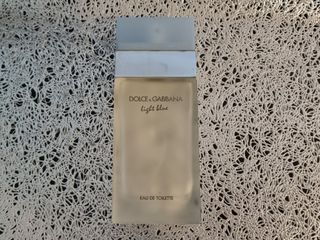 DOLCE & GABBANA
light blue
EAU DE TOILETTE